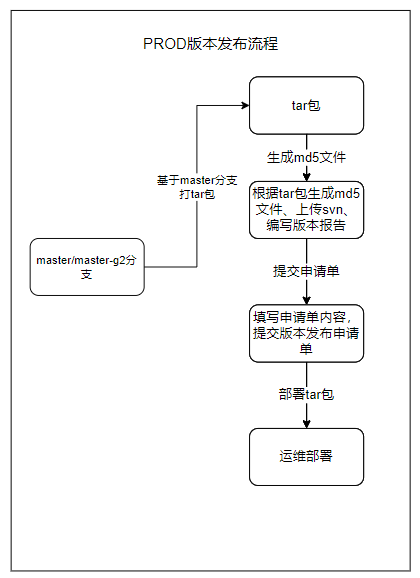 PROD版本发布流程
tar包
生成md5文件
基于master分支
打tar包
根据tar包生成md5
文件、上传svn、
编写版本报告
master/master-g2分
支
提交申请单
填写申请单内容，
提交版本发布申请
单
部署tar包
运维部署